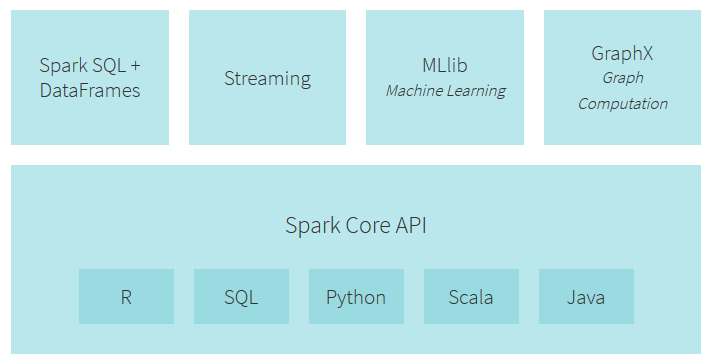 Spark SQL +
DataFrames
Streaming
MLlib
Machine Learning
GraphX
Graph
Computation
Spark Core API
R
SQL
Python
Scala
Java